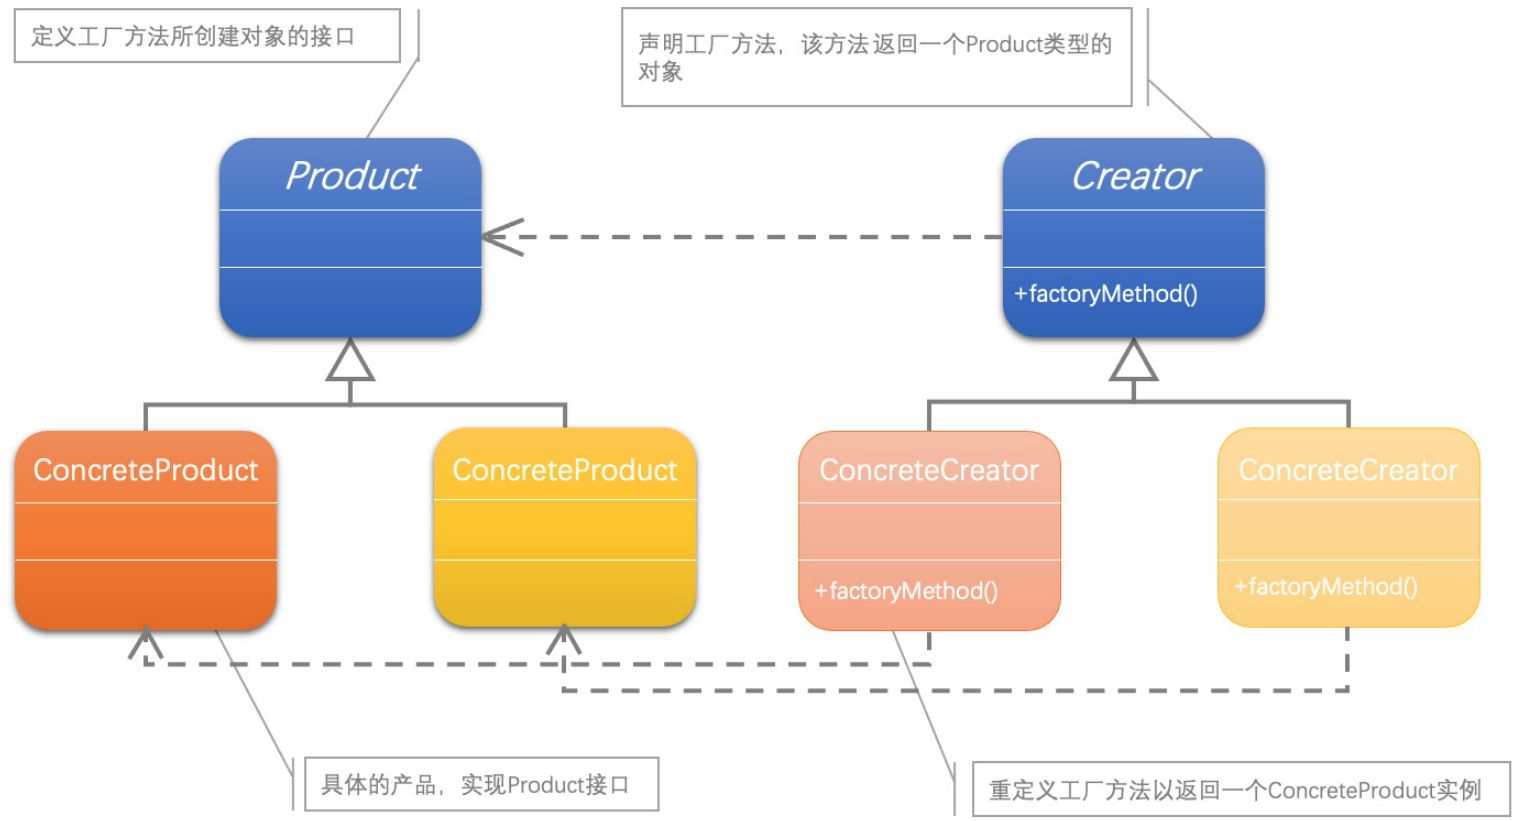 定义工厂方法所创建对象的接口
声明工厂方法，该方法返回一个Product类型的
对象
Product
Creator
+factoryMethod()
ConcreteProduct
ConcreteProduct
ConcreteCreator
ConcreteCreator
+factoryMethod()
+factoryMethod()
具体的产品，实现Product接口
重定义工厂方法以返回一个ConcreteProduct实例